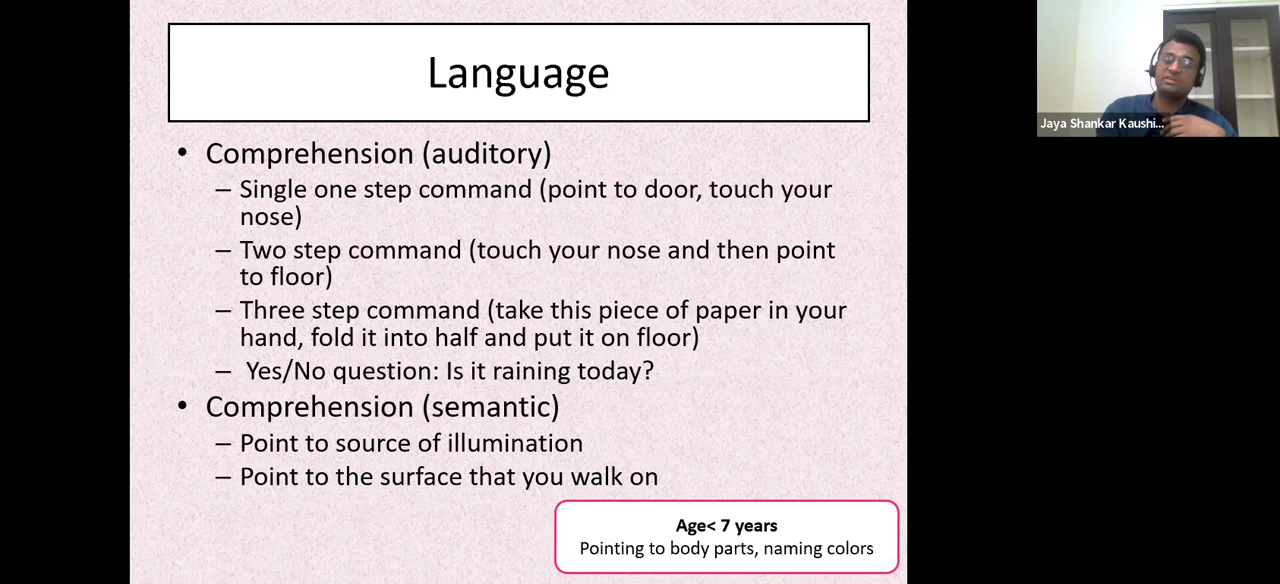 Language
• Comprehension (auditory)
– Single one step command (point to door, touch your
nose)
– Two step command (touch your nose and then point
to floor)
– Three step command (take this piece of paper in your
hand, fold it into half and put it on floor)
– Yes/No question: Is it raining today?
• Comprehension (semantic)
– Point to source of illumination
– Point to the surface that you walk on
Age< 7 years
Pointing to body parts, naming colors
Jaya Shankar Kaushi...